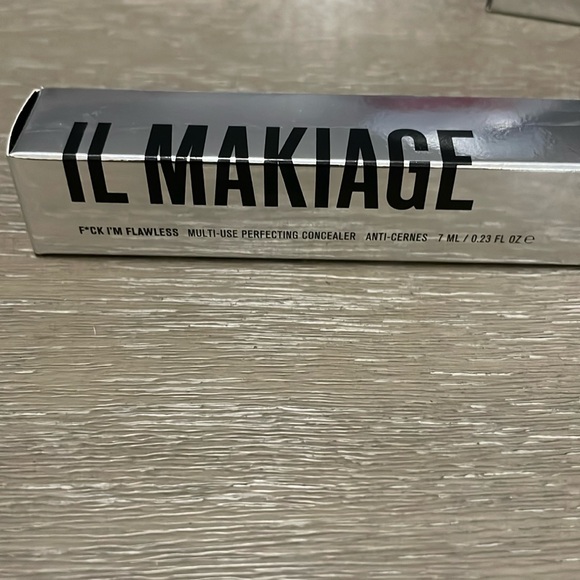 IL MAKIAGE
F*CK I'M FLAWLESS MULTI-USE PERFECTING CONCEALER ANTI-CERNES 7 ML / 0.23 FL OZ ℮